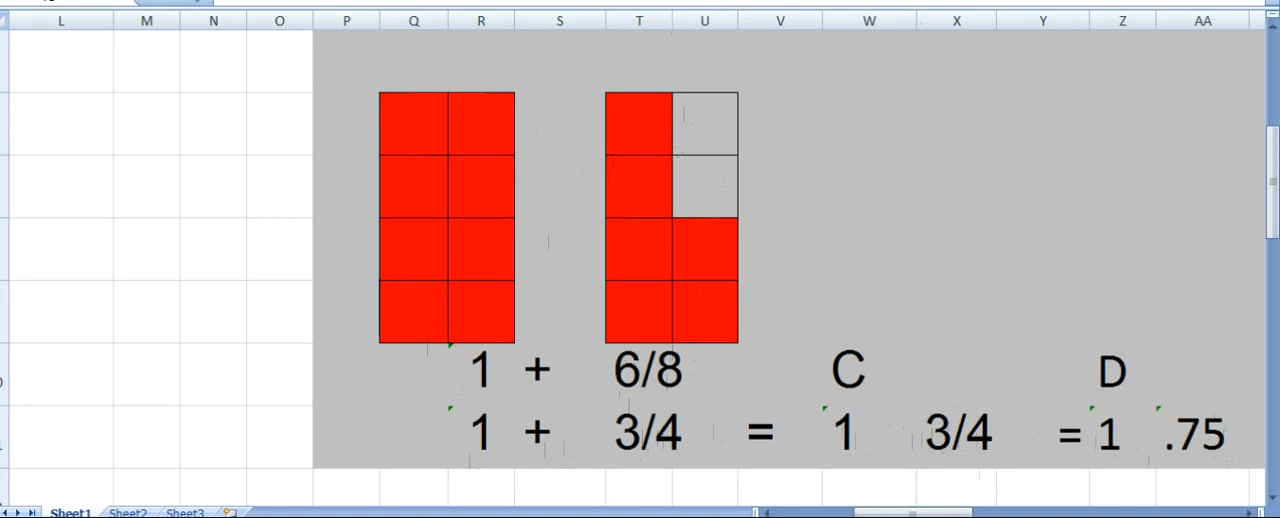 L M N O P Q R S T U V W X Y Z AA
1 + 6/8 C D
1 + 3/4 = 1 3/4 = 1 .75
Sheet1 Sheet2 Sheet3